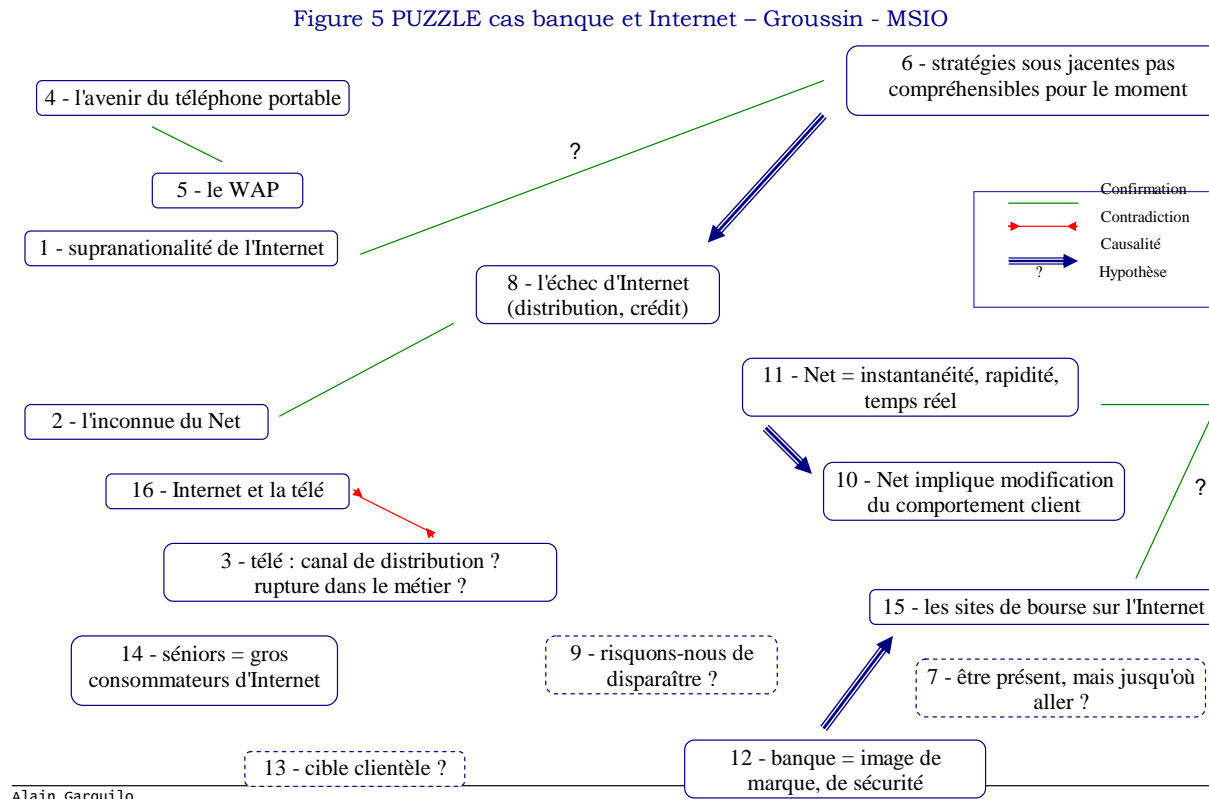 Figure 5 PUZZLE cas banque et Internet – Groussin - MSIO
6 - stratégies sous jacentes pas
compréhensibles pour le moment
4 - l'avenir du téléphone portable
?
5 - le WAP
Confirmation
Contradiction
Causalité
? Hypothèse
1 - supranationalité de l'Internet
8 - l'échec d'Internet
(distribution, crédit)
11 - Net = instantanéité, rapidité,
temps réel
2 - l'inconnue du Net
16 - Internet et la télé
10 - Net implique modification
du comportement client
?
3 - télé : canal de distribution ?
rupture dans le métier ?
15 - les sites de bourse sur l'Internet
14 - séniors = gros
consommateurs d'Internet
9 - risquons-nous de
disparaître ?
7 - être présent, mais jusqu'où
aller ?
12 - banque = image de
marque, de sécurité
13 - cible clientèle ?
Alain Garguilo